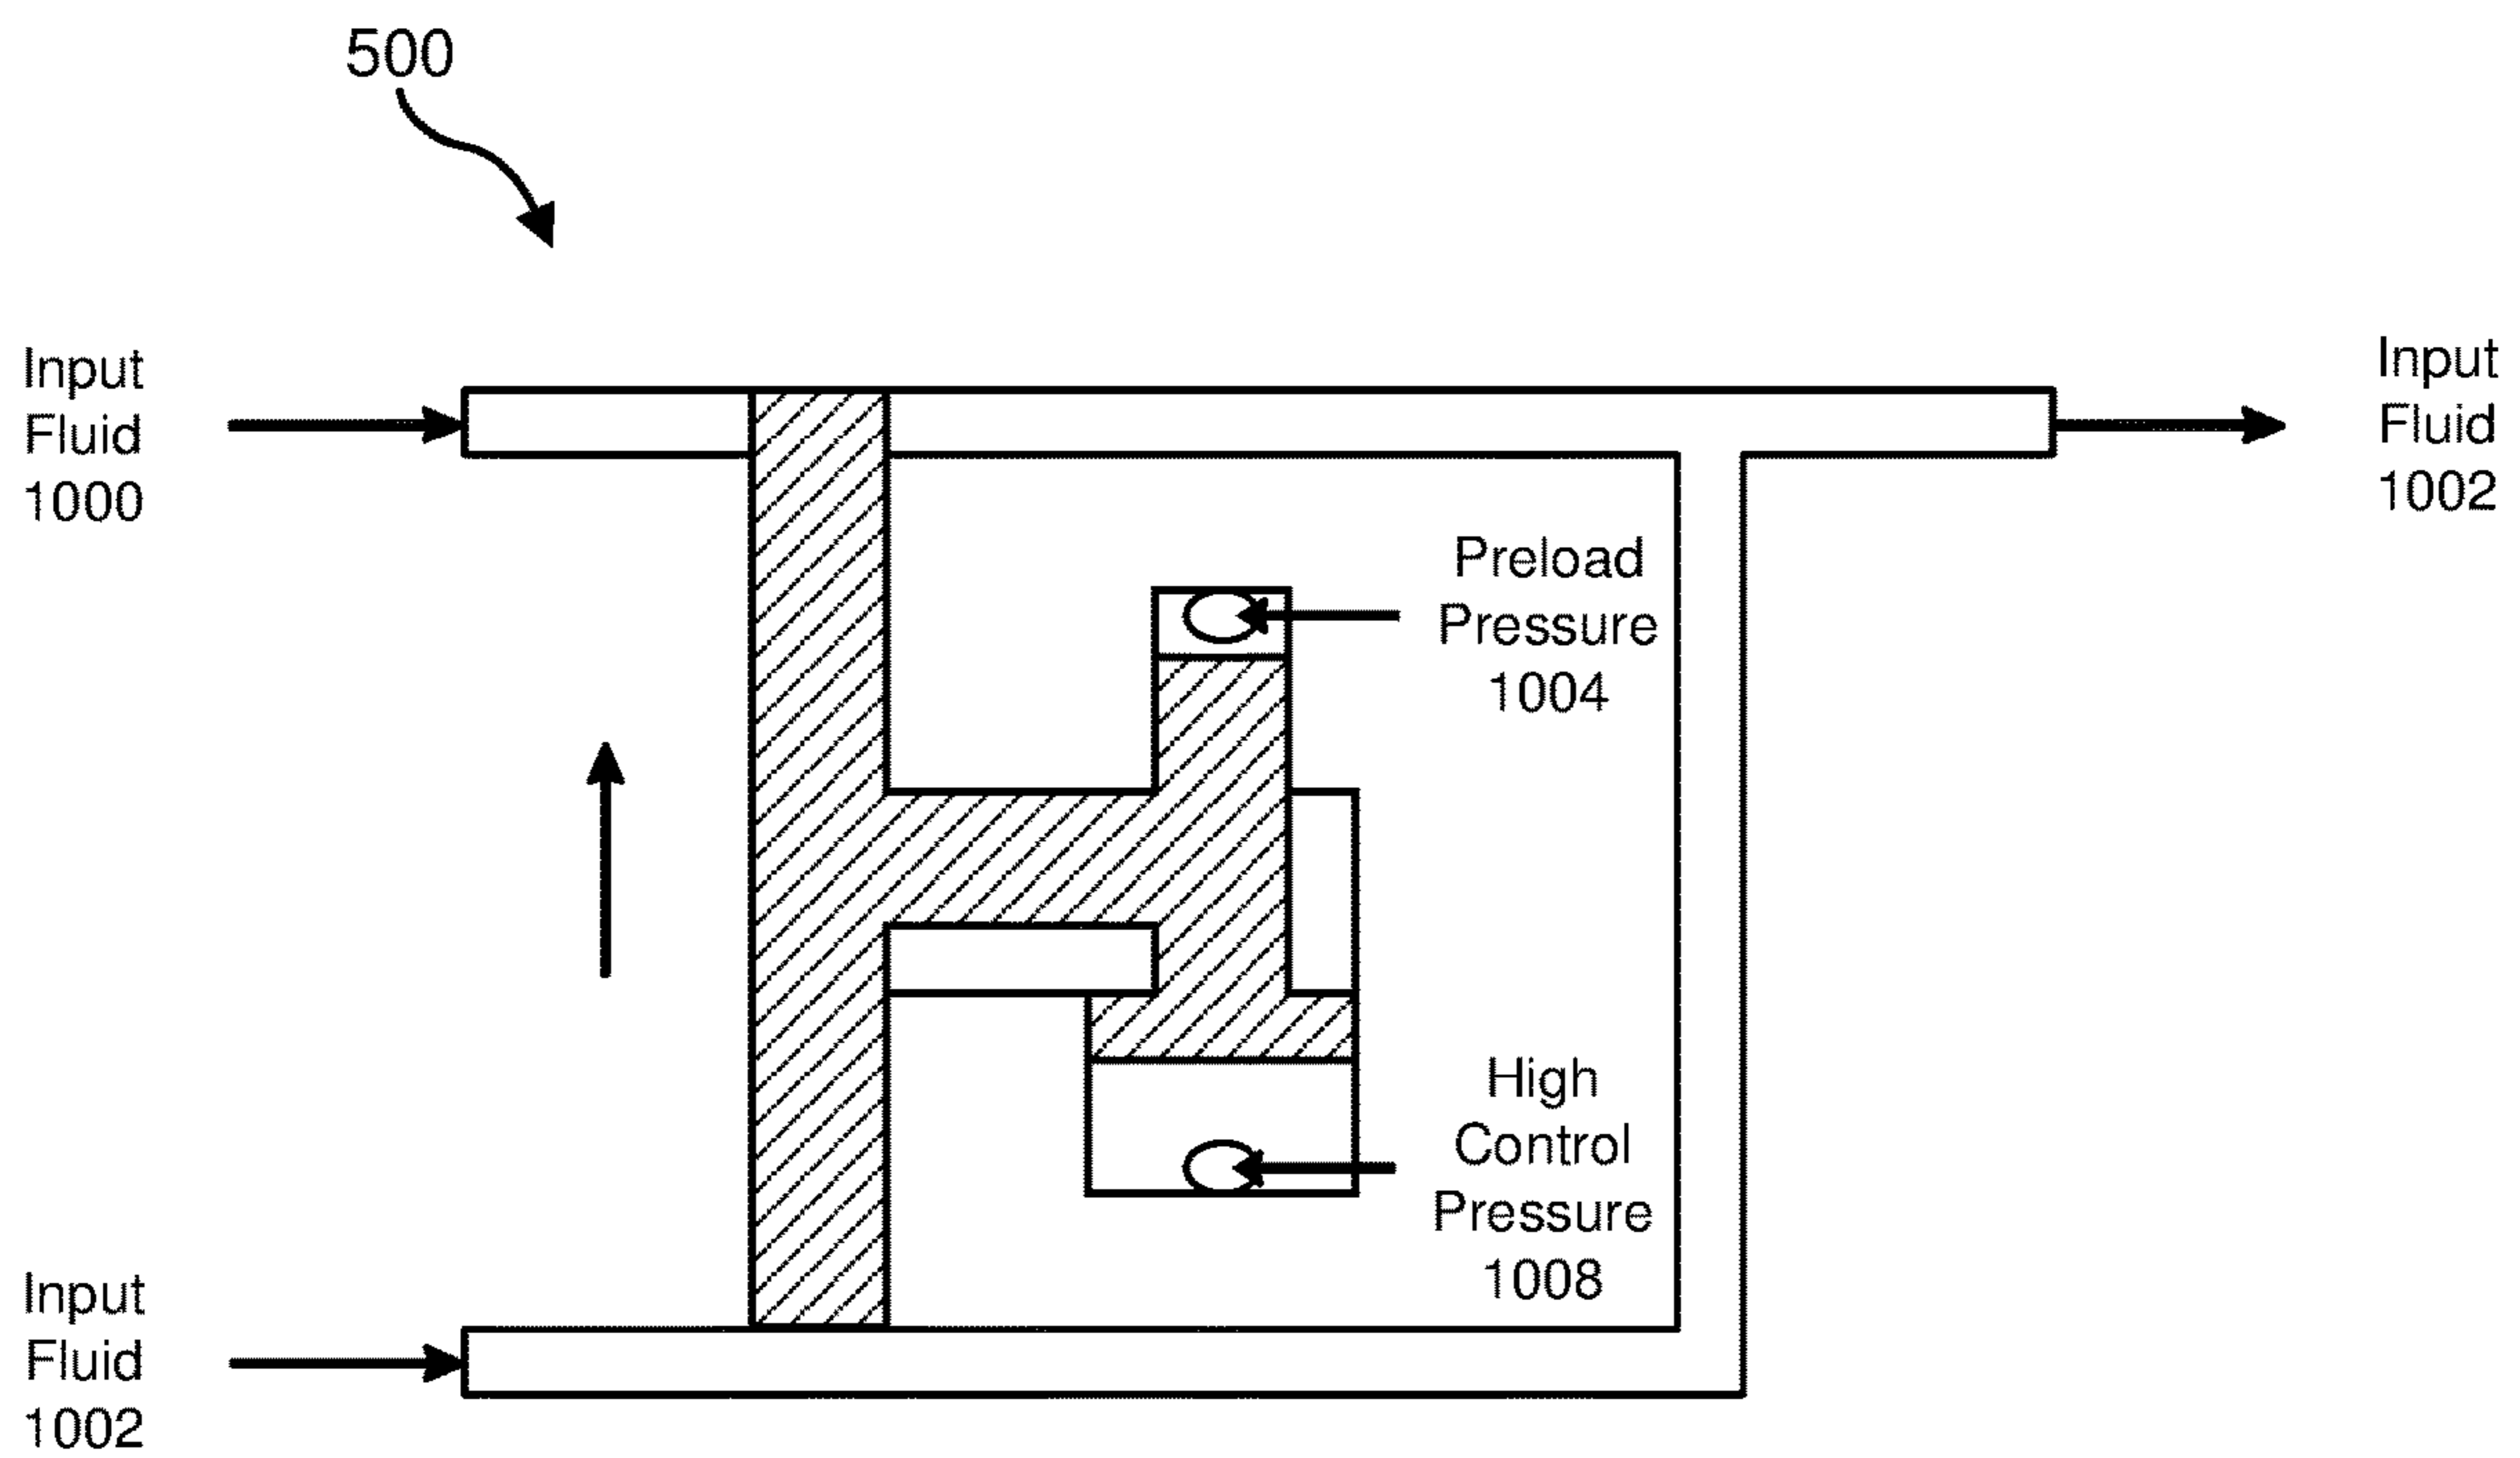 500
Input
Fluid
1000
Input
Fluid
1002
Preload
Pressure
1004
High
Control
Pressure
1008
Input
Fluid
1002